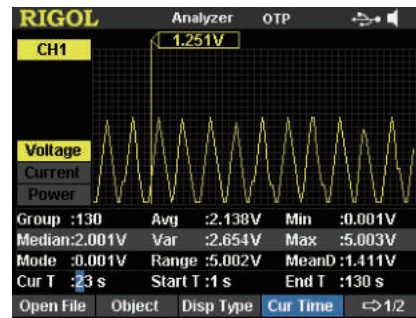 RIGOL Analyzer OTP
CH1
1.251V
Voltage
Current
Power
Group :130 Avg :2.138V Min :0.001V
Median:2.001V Var :2.654V Max :5.003V
Mode :0.001V Range :5.002V MeanD:1.411V
Cur T :23 s Start T :1 s End T :130 s
Open File Object Disp Type Cur Time ⇨1/2